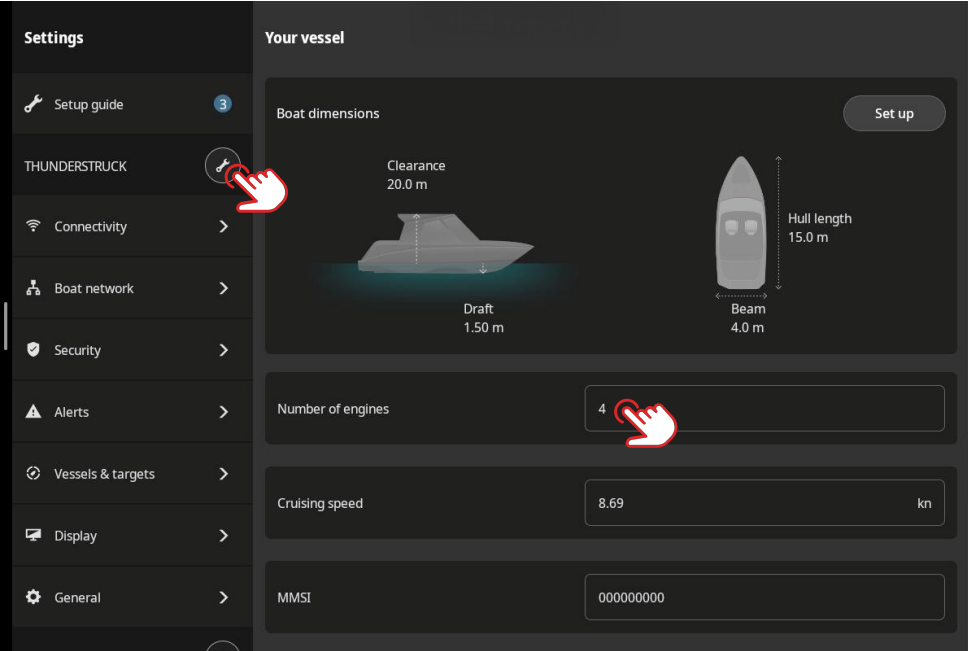 Settings
Setup guide
3
THUNDERSTRUCK
Connectivity
Boat network
Security
Alerts
Vessels & targets
Display
General
Your vessel
Boat dimensions
Set up
Clearance
20.0 m
Draft
1.50 m
Hull length
15.0 m
Beam
4.0 m
Number of engines
4
Cruising speed
8.69 kn
MMSI
000000000